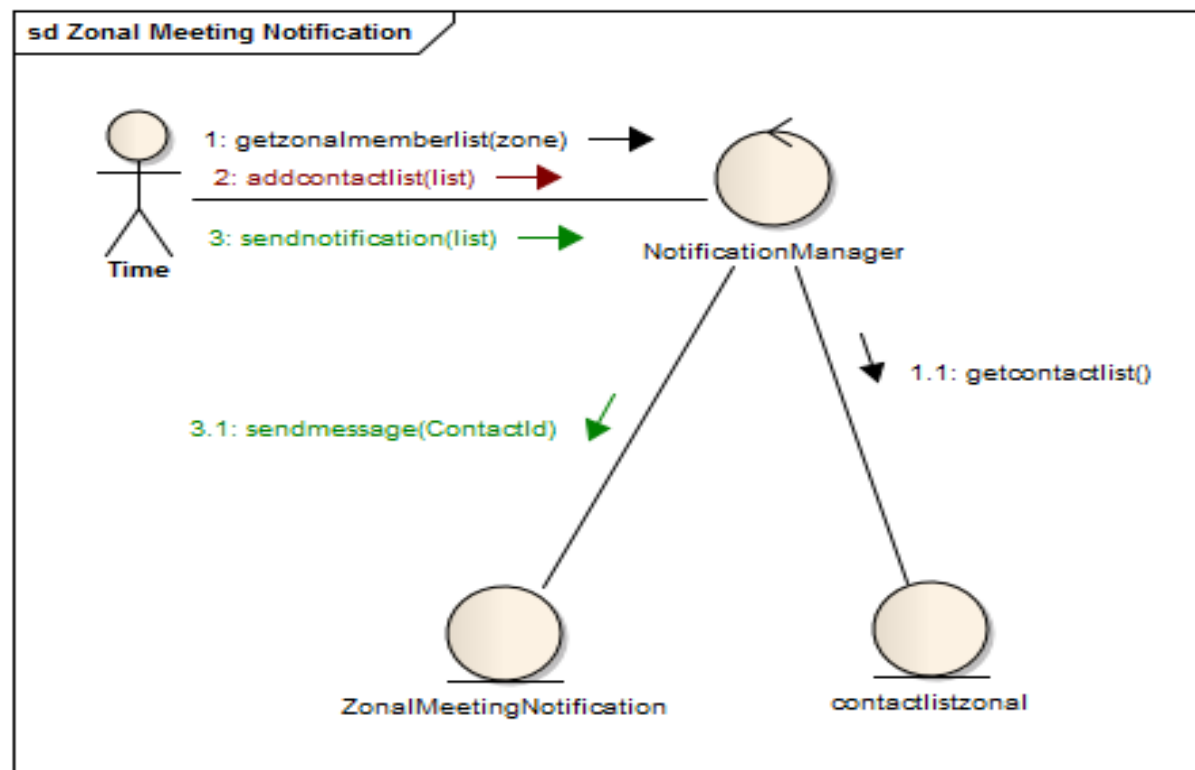 sd Zonal Meeting Notification
1: getzonalmemberlist(zone)
2: addcontactlist(list)
3: sendnotification(list)
Time
NotificationManager
1.1: getcontactlist()
3.1: sendmessage(ContactId)
ZonalMeetingNotification
contactlistzonal